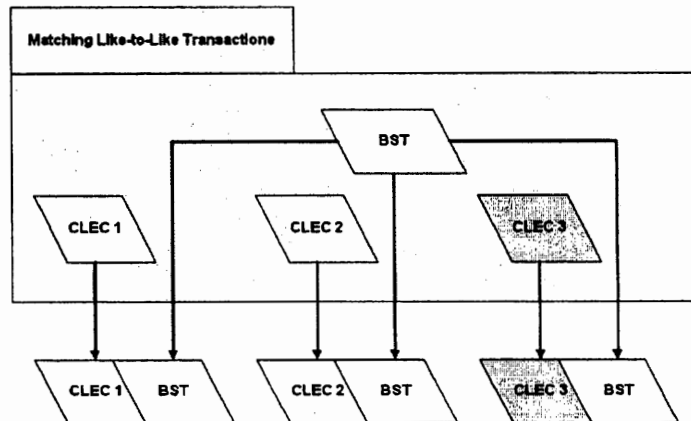 Matching Like-to-Like Transactions
BST
CLEC 1
CLEC 2
CLEC 3
CLEC 1 BST
CLEC 2 BST
CLEC 3 BST